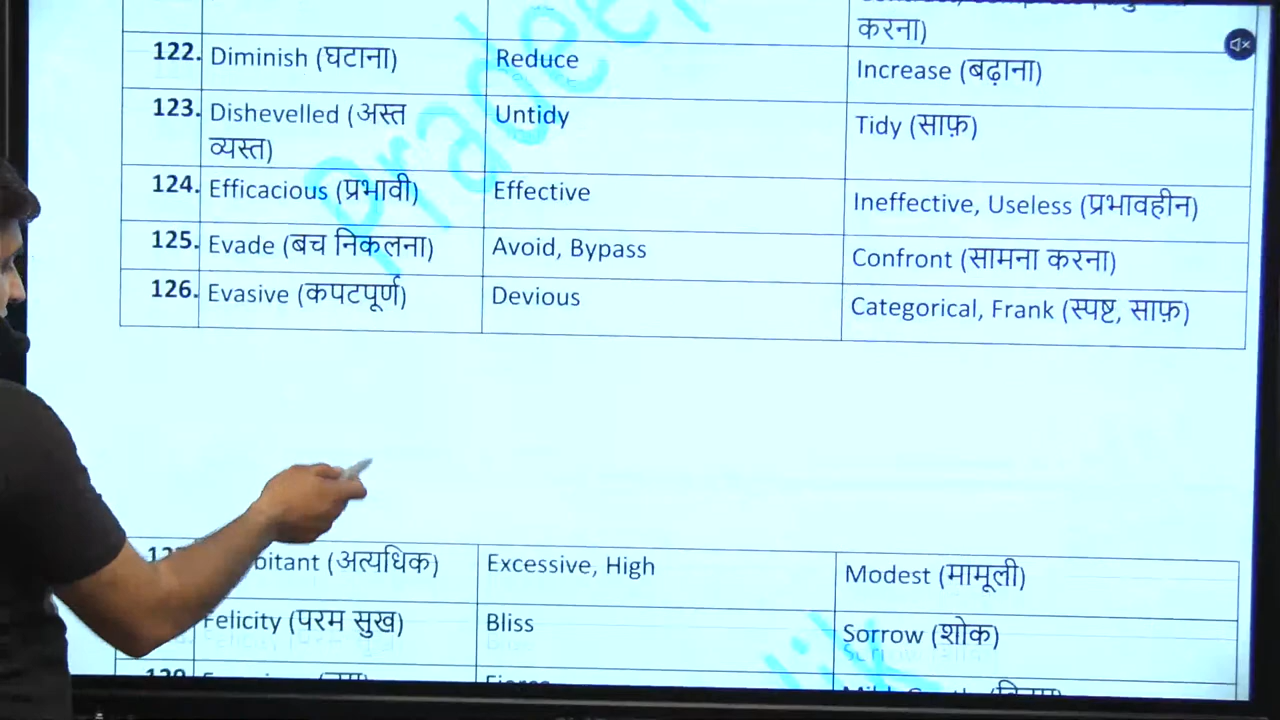 करना)
122. Diminish (घटाना) Reduce Increase (बढ़ाना)
123. Dishevelled (अस्त व्यस्त) Untidy Tidy (साफ़)
124. Efficacious (प्रभावी) Effective Ineffective, Useless (प्रभावहीन)
125. Evade (बच निकलना) Avoid, Bypass Confront (सामना करना)
126. Evasive (कपटपूर्ण) Devious Categorical, Frank (स्पष्ट, साफ़)
bitant (अत्यधिक) Excessive, High Modest (मामूली)
Felicity (परम सुख) Bliss Sorrow (शोक)
Pradeep